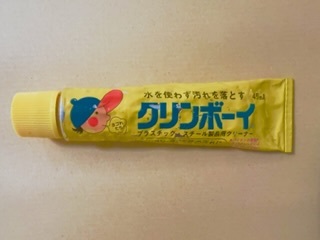 水を使わず汚れを落とす
45ml
クリンボーイ
プラスチック・スチール製品用クリーナー